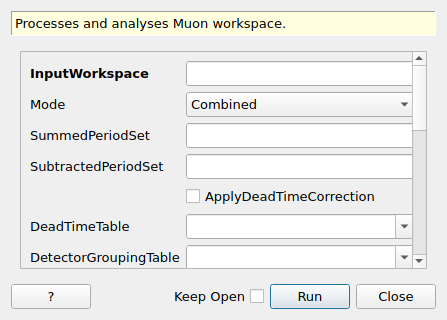 Processes and analyses Muon workspace.
InputWorkspace
Mode Combined
SummedPeriodSet
SubtractedPeriodSet
ApplyDeadTimeCorrection
DeadTimeTable
DetectorGroupingTable
? Keep Open Run Close